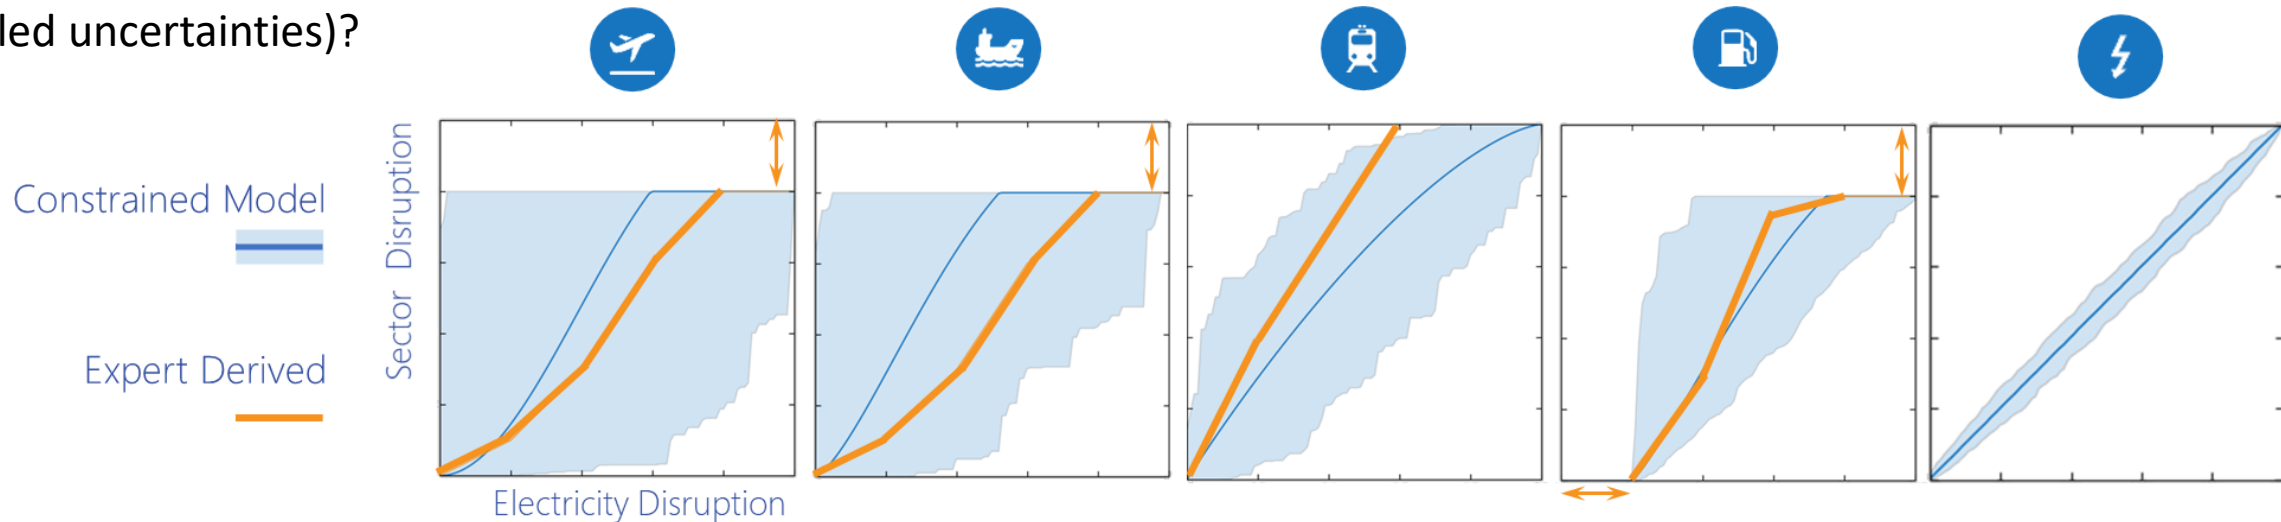 led uncertainties)?
Constrained Model
Expert Derived
Sector Disruption
Electricity Disruption